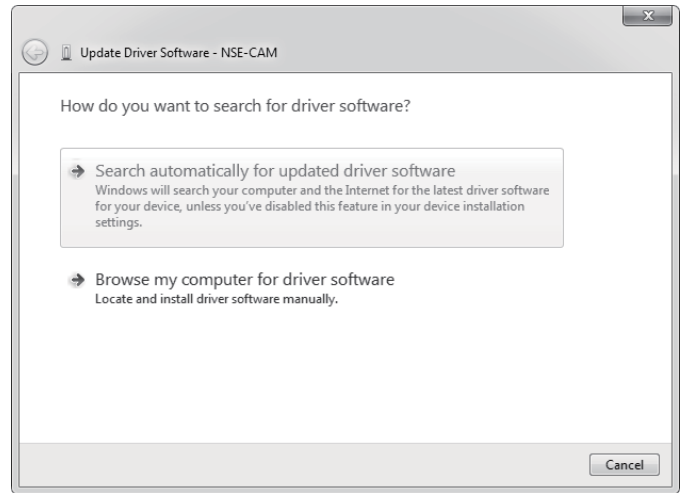 Update Driver Software - NSE-CAM
How do you want to search for driver software?
Search automatically for updated driver software
Windows will search your computer and the Internet for the latest driver software
for your device, unless you've disabled this feature in your device installation
settings.
Browse my computer for driver software
Locate and install driver software manually.
Cancel